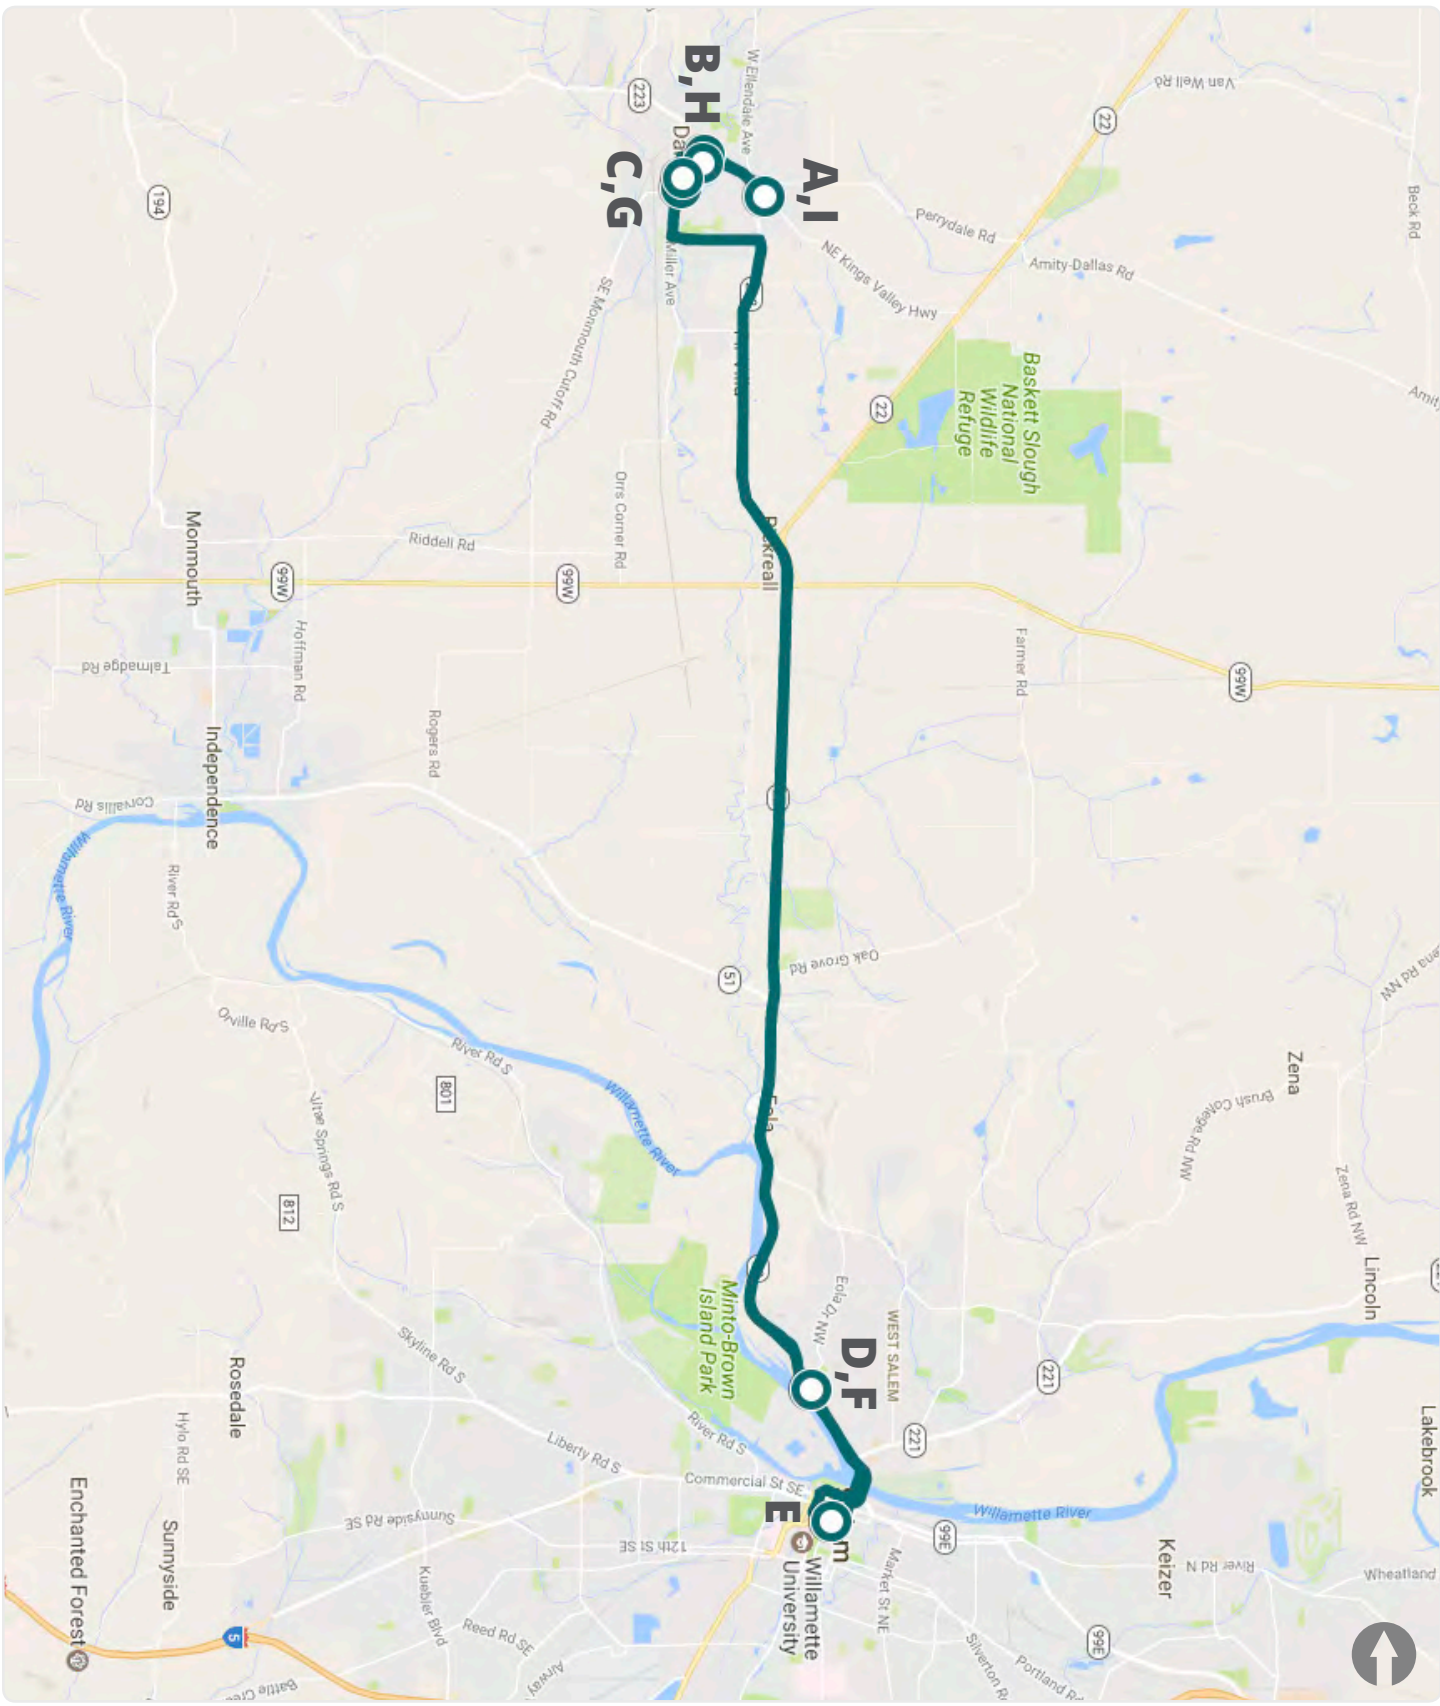 B,H
A,I
C,G
D,F
E
W Ellendale Ave
223
Da
194
22
Van Well Rd
Beck Rd
Perrydale Rd
Amity-Dallas Rd
NE Kings Valley Hwy
Miller Ave
SE Monmouth Cutoff Rd
22
Baskett Slough
National
Wildlife
Refuge
Orrs Corner Rd
Riddell Rd
Monmouth
99W
99W
99W
Hoffman Rd
Talmadge Rd
Farmer Rd
Rogers Rd
Independence
Corvallis Rd
Willamette River
River Rd S
Oak Grove Rd
51
Orville Rd S
River Rd S
801
Willamette River
Vitae Springs Rd S
812
Zena
Brush College Rd NW
Zena Rd NW
Lincoln
Eola Dr NW
WEST SALEM
Minto-Brown
Island Park
221
221
Skyline Rd S
Rosedale
Hylo Rd SE
Liberty Rd S
River Rd S
Commercial St SE
Willamette River
Lakebrook
Enchanted Forest
Sunnyside
Sunnyside Rd SE
12th St SE
m
Willamette
University
99E
Market St NE
Keizer
River Rd N
Wheatland
Kuebler Blvd
Reed Rd SE
5
99E
Silverton R
Portland Rd
Airway
Battle Cre